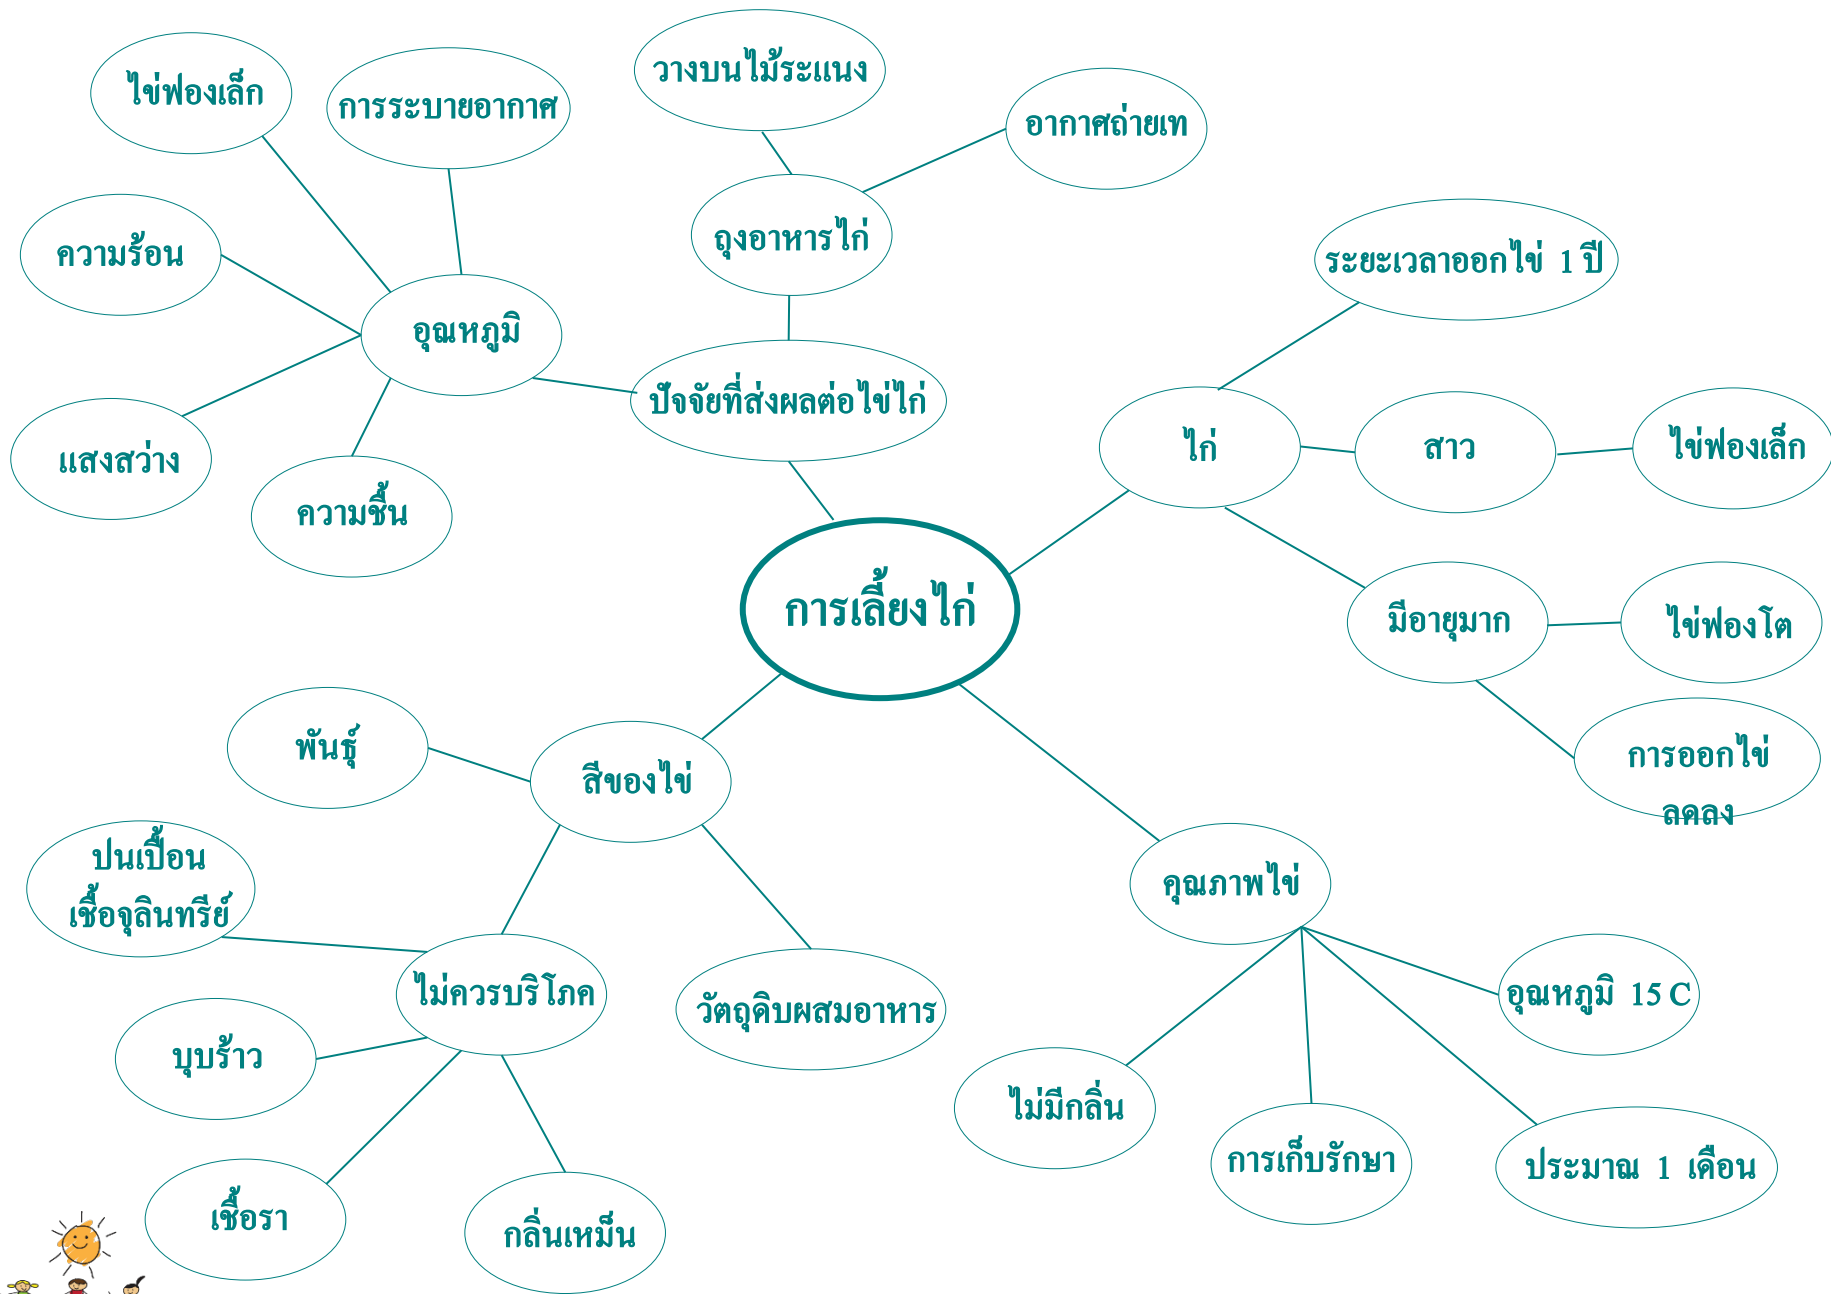 วางบนไม้ระแนง
ไข่ฟองเล็ก
การระบายอากาศ
อากาศถ่ายเท
ความร้อน
ถุงอาหารไก่
ระยะเวลาออกไข่ 1 ปี
อุณหภูมิ
ปัจจัยที่ส่งผลต่อไข่ไก่
ไก่
สาว
ไข่ฟองเล็ก
แสงสว่าง
ความชื้น
การเลี้ยงไก่
มีอายุมาก
ไข่ฟองโต
พันธุ์
สีของไข่
การออกไข่
ลดลง
ปนเปื้อน
เชื้อจุลินทรีย์
คุณภาพไข่
ไม่ควรบริโภค
วัตถุดิบผสมอาหาร
อุณหภูมิ 15 C
บุบร้าว
ไม่มีกลิ่น
การเก็บรักษา
ประมาณ 1 เดือน
เชื้อรา
กลิ่นเหม็น